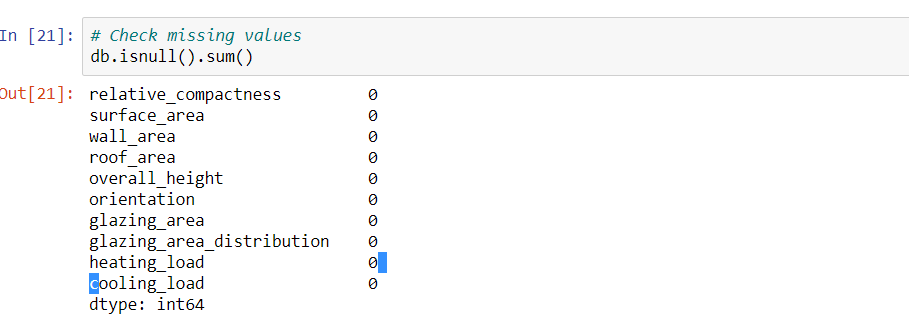 In [21]: # Check missing values
db.isnull().sum()
Out[21]: relative_compactness 0
surface_area 0
wall_area 0
roof_area 0
overall_height 0
orientation 0
glazing_area 0
glazing_area_distribution 0
heating_load 0
cooling_load 0
dtype: int64